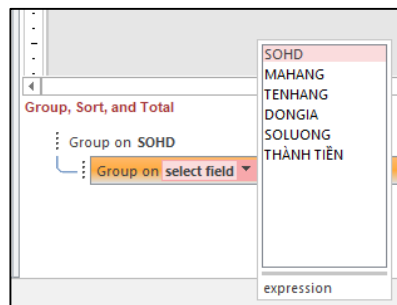 Group, Sort, and Total
Group on SOHD
Group on select field
SOHD
MAHANG
TENHANG
DONGIA
SOLUONG
THÀNH TIỀN
expression